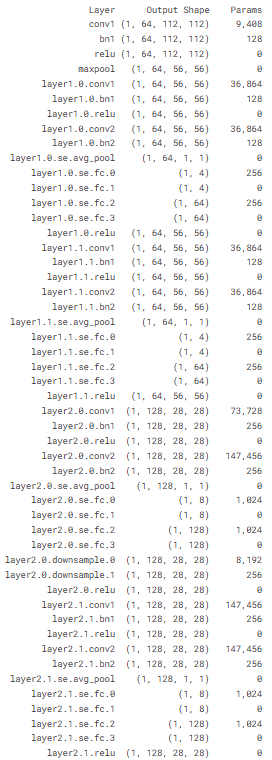 Layer Output Shape Params
conv1 (1, 64, 112, 112) 9,408
bn1 (1, 64, 112, 112) 128
relu (1, 64, 112, 112) 0
maxpool (1, 64, 56, 56) 0
layer1.0.conv1 (1, 64, 56, 56) 36,864
layer1.0.bn1 (1, 64, 56, 56) 128
layer1.0.relu (1, 64, 56, 56) 0
layer1.0.conv2 (1, 64, 56, 56) 36,864
layer1.0.bn2 (1, 64, 56, 56) 128
layer1.0.se.avg_pool (1, 64, 1, 1) 0
layer1.0.se.fc.0 (1, 4) 256
layer1.0.se.fc.1 (1, 4) 0
layer1.0.se.fc.2 (1, 64) 256
layer1.0.se.fc.3 (1, 64) 0
layer1.0.relu (1, 64, 56, 56) 0
layer1.1.conv1 (1, 64, 56, 56) 36,864
layer1.1.bn1 (1, 64, 56, 56) 128
layer1.1.relu (1, 64, 56, 56) 0
layer1.1.conv2 (1, 64, 56, 56) 36,864
layer1.1.bn2 (1, 64, 56, 56) 128
layer1.1.se.avg_pool (1, 64, 1, 1) 0
layer1.1.se.fc.0 (1, 4) 256
layer1.1.se.fc.1 (1, 4) 0
layer1.1.se.fc.2 (1, 64) 256
layer1.1.se.fc.3 (1, 64) 0
layer1.1.relu (1, 64, 56, 56) 0
layer2.0.conv1 (1, 128, 28, 28) 73,728
layer2.0.bn1 (1, 128, 28, 28) 256
layer2.0.relu (1, 128, 28, 28) 0
layer2.0.conv2 (1, 128, 28, 28) 147,456
layer2.0.bn2 (1, 128, 28, 28) 256
layer2.0.se.avg_pool (1, 128, 1, 1) 0
layer2.0.se.fc.0 (1, 8) 1,024
layer2.0.se.fc.1 (1, 8) 0
layer2.0.se.fc.2 (1, 128) 1,024
layer2.0.se.fc.3 (1, 128) 0
layer2.0.downsample.0 (1, 128, 28, 28) 8,192
layer2.0.downsample.1 (1, 128, 28, 28) 256
layer2.0.relu (1, 128, 28, 28) 0
layer2.1.conv1 (1, 128, 28, 28) 147,456
layer2.1.bn1 (1, 128, 28, 28) 256
layer2.1.relu (1, 128, 28, 28) 0
layer2.1.conv2 (1, 128, 28, 28) 147,456
layer2.1.bn2 (1, 128, 28, 28) 256
layer2.1.se.avg_pool (1, 128, 1, 1) 0
layer2.1.se.fc.0 (1, 8) 1,024
layer2.1.se.fc.1 (1, 8) 0
layer2.1.se.fc.2 (1, 128) 1,024
layer2.1.se.fc.3 (1, 128) 0
layer2.1.relu (1, 128, 28, 28) 0